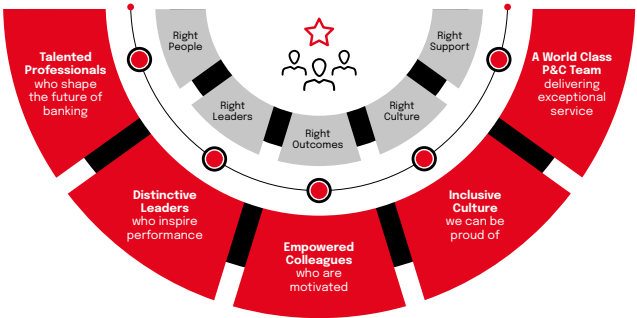 Right
People
Right
Leaders
Right
Outcomes
Right
Culture
Right
Support
Talented
Professionals
who shape
the future of
banking
Distinctive
Leaders
who inspire
performance
Empowered
Colleagues
who are
motivated
Inclusive
Culture
we can be
proud of
A World Class
P&C Team
delivering
exceptional
service